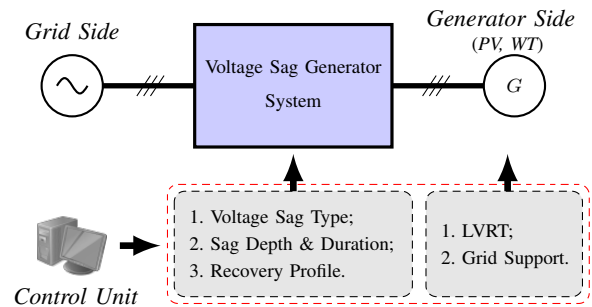 Grid Side
Generator Side
(PV, WT)
Voltage Sag Generator
System
G
1. Voltage Sag Type;
2. Sag Depth & Duration;
3. Recovery Profile.
1. LVRT;
2. Grid Support.
Control Unit